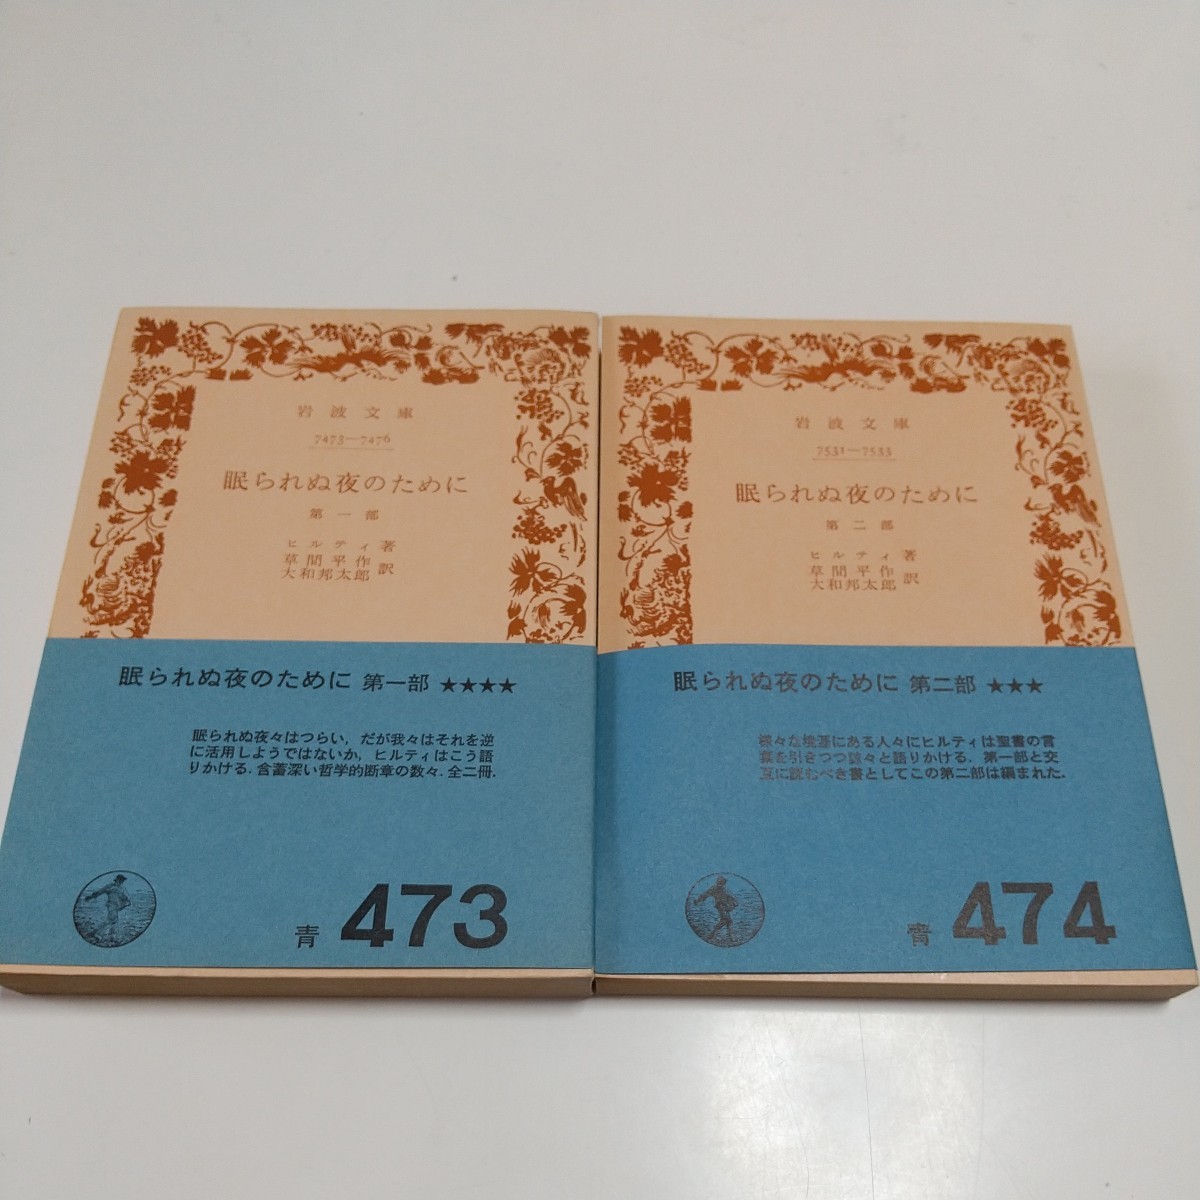 岩波文庫
7473—7476
眠られぬ夜のために
第一部
ヒルティ著
草間平作
大和邦太郎訳
眠られぬ夜のために 第一部 ★★★★
眠られぬ夜々はつらい，だが我々はそれを逆
に活用しようではないか，ヒルティはこう語
りかける．含蓄深い哲学的断章の数々．全二冊．
青 473
岩波文庫
7531—7533
眠られぬ夜のために
第二部
ヒルティ著
草間平作
大和邦太郎訳
眠られぬ夜のために 第二部 ★★★
様々な境涯にある人々にヒルティは聖書の言
葉を引きつつ諄々と語りかける．第一部と交
互に読むべき書としてこの第二部は編まれた．
青 474